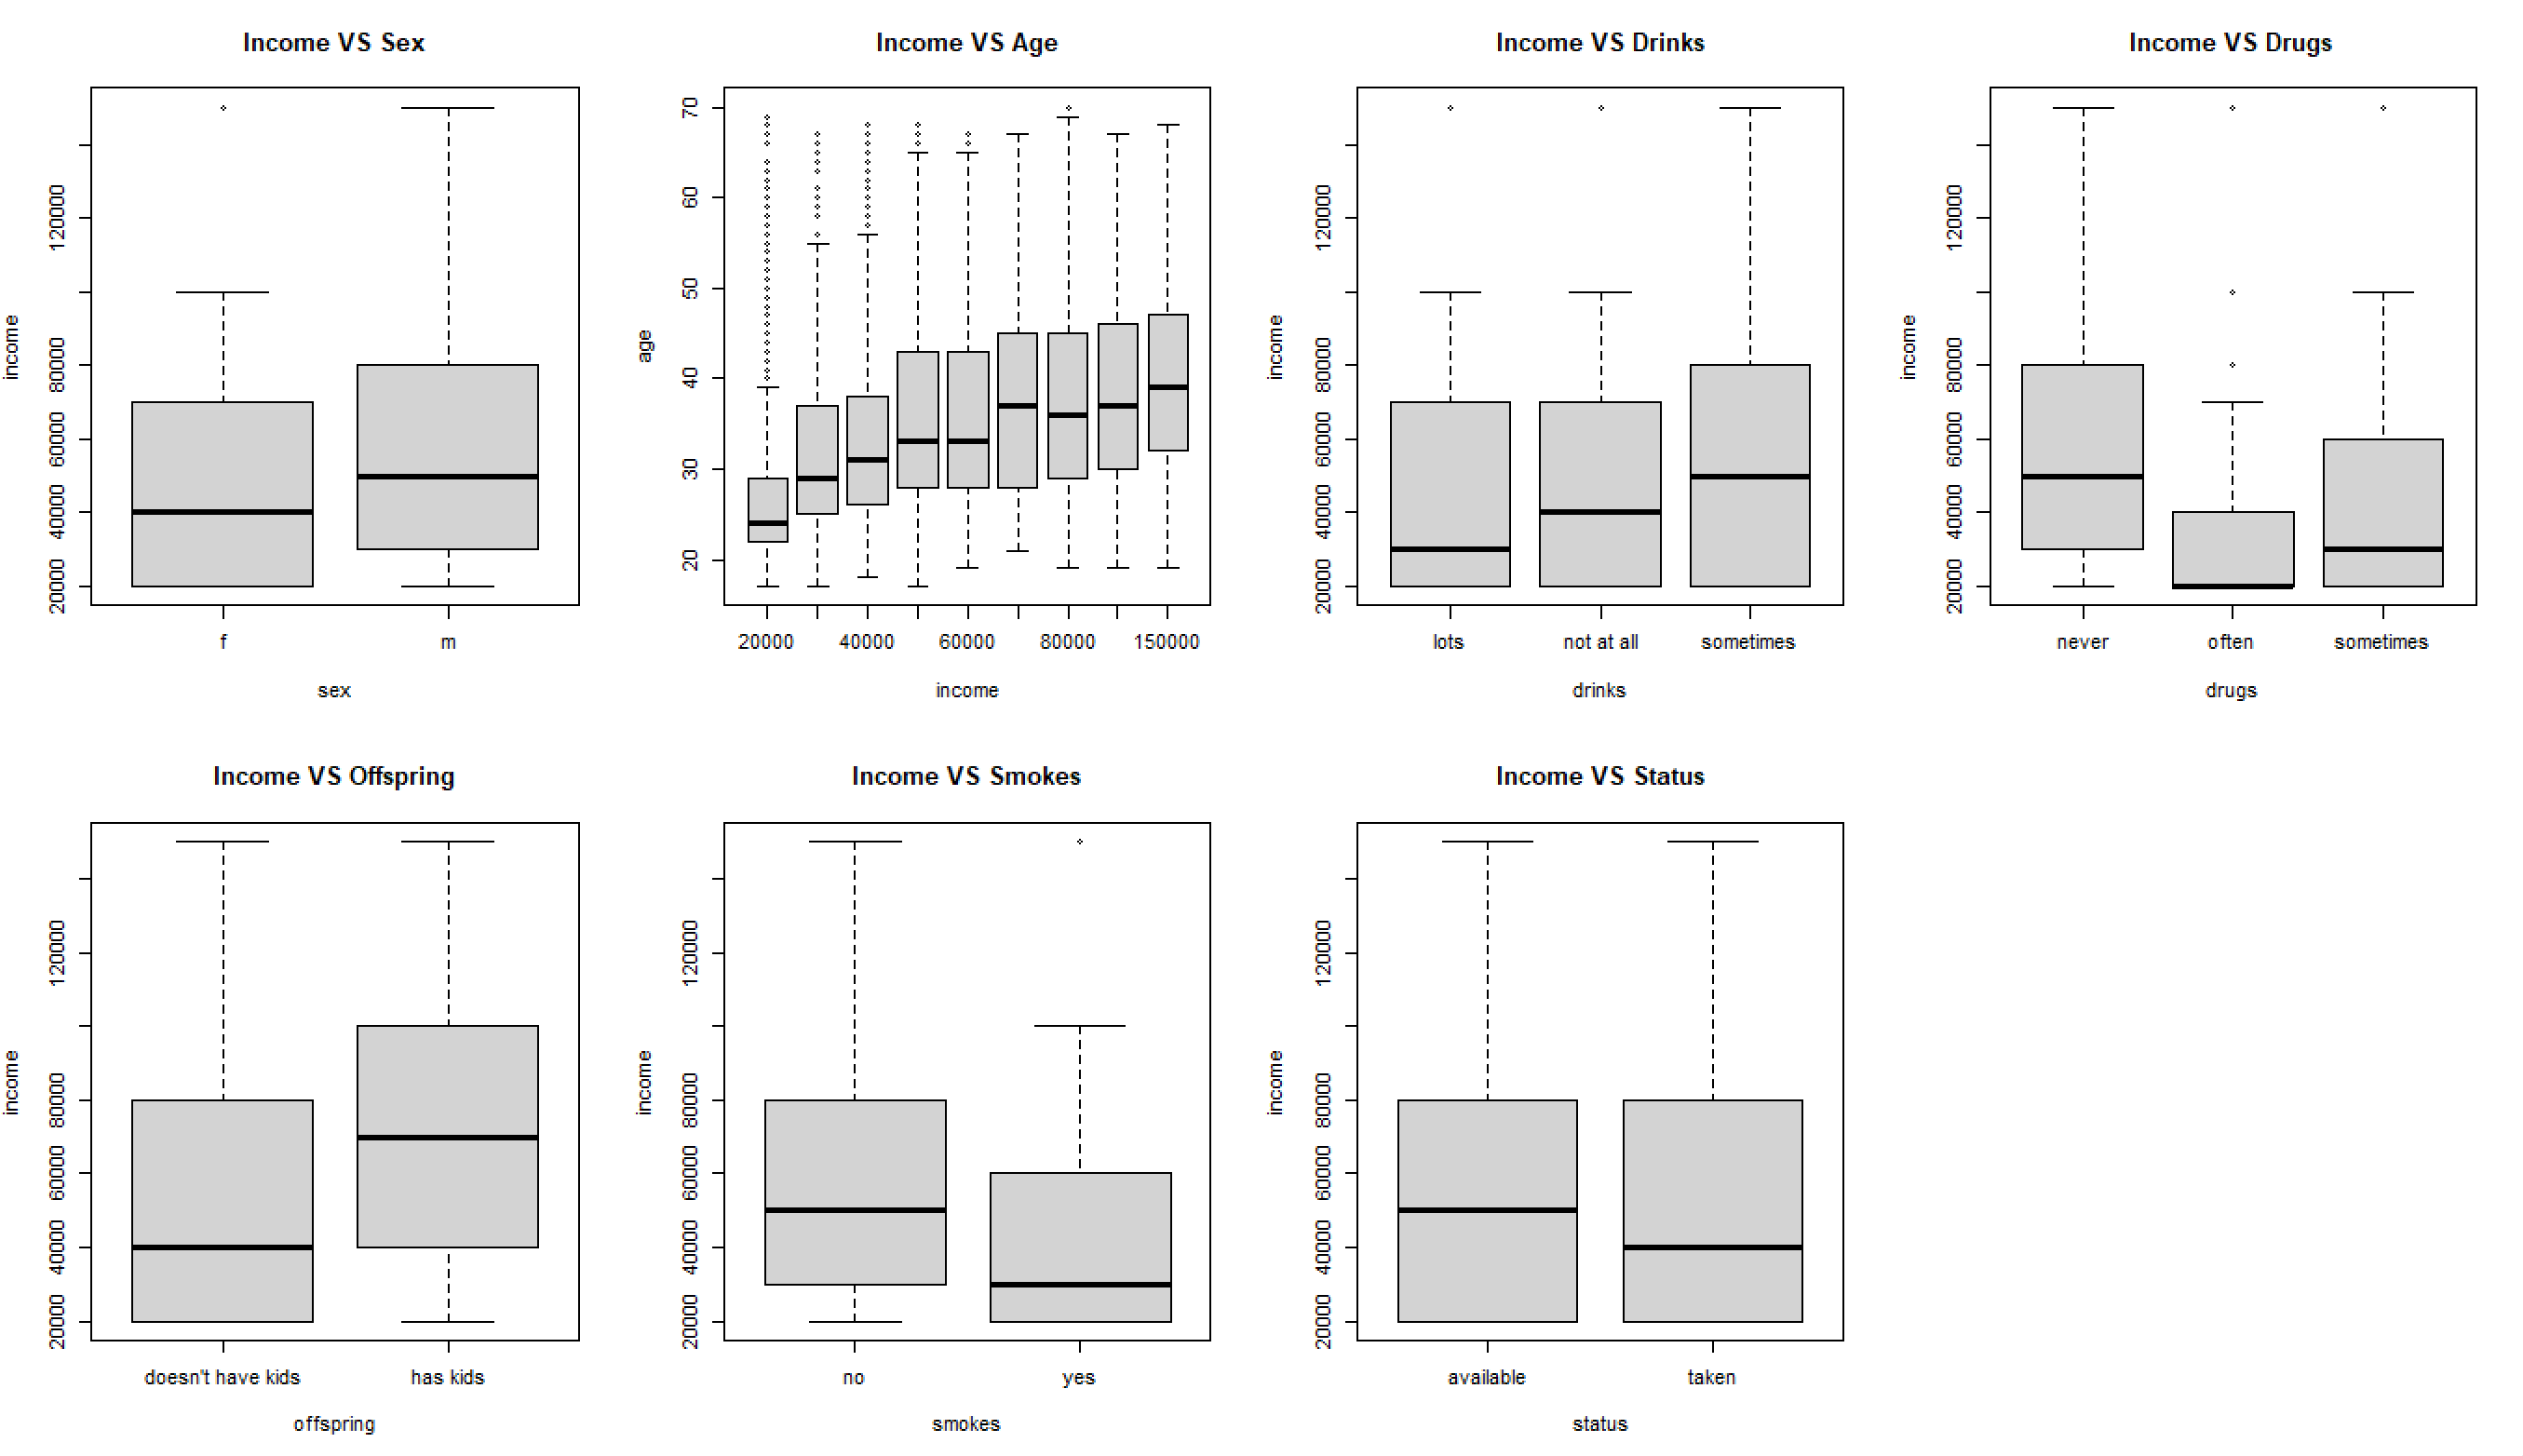 Income VS Sex
income
20000 40000 60000 80000 120000
f m
sex
Income VS Age
age
20 30 40 50 60 70
20000 40000 60000 80000 150000
income
Income VS Drinks
income
20000 40000 60000 80000 120000
lots not at all sometimes
drinks
Income VS Drugs
income
20000 40000 60000 80000 120000
never often sometimes
drugs
Income VS Offspring
income
20000 40000 60000 80000 120000
doesn't have kids has kids
offspring
Income VS Smokes
income
20000 40000 60000 80000 120000
no yes
smokes
Income VS Status
income
20000 40000 60000 80000 120000
available taken
status